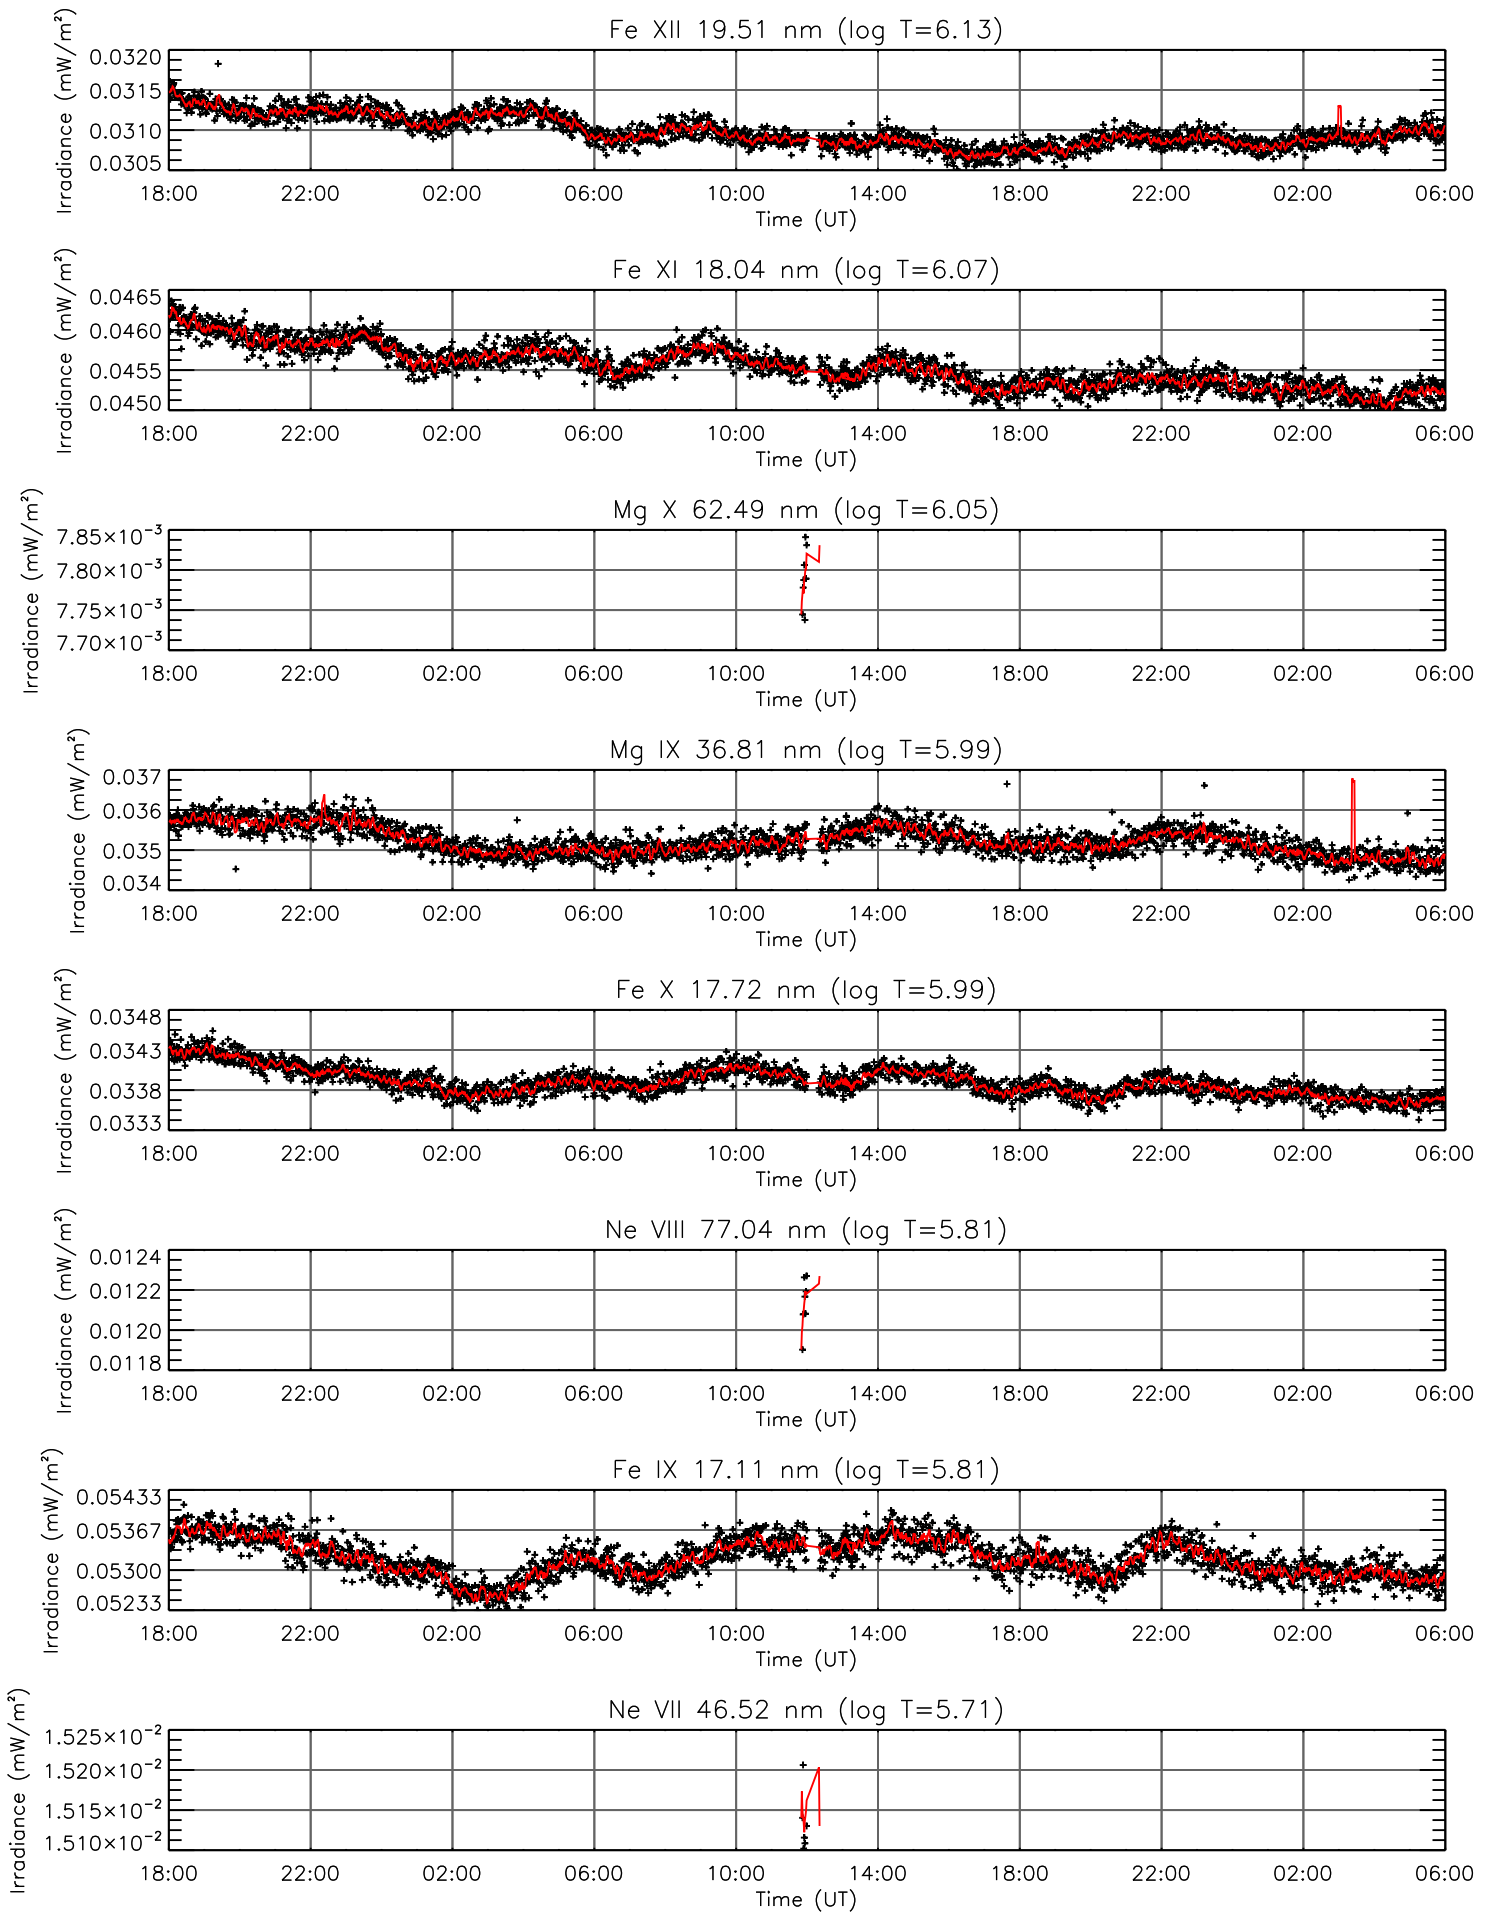 Fe XII 19.51 nm (log T=6.13)
Irradiance (mW/m²)
0.0320
0.0315
0.0310
0.0305
18:00 22:00 02:00 06:00 10:00 14:00 18:00 22:00 02:00 06:00
Time (UT)
Fe XI 18.04 nm (log T=6.07)
Irradiance (mW/m²)
0.0465
0.0460
0.0455
0.0450
18:00 22:00 02:00 06:00 10:00 14:00 18:00 22:00 02:00 06:00
Time (UT)
Mg X 62.49 nm (log T=6.05)
Irradiance (mW/m²)
7.85×10⁻³
7.80×10⁻³
7.75×10⁻³
7.70×10⁻³
18:00 22:00 02:00 06:00 10:00 14:00 18:00 22:00 02:00 06:00
Time (UT)
Mg IX 36.81 nm (log T=5.99)
Irradiance (mW/m²)
0.037
0.036
0.035
0.034
18:00 22:00 02:00 06:00 10:00 14:00 18:00 22:00 02:00 06:00
Time (UT)
Fe X 17.72 nm (log T=5.99)
Irradiance (mW/m²)
0.0348
0.0343
0.0338
0.0333
18:00 22:00 02:00 06:00 10:00 14:00 18:00 22:00 02:00 06:00
Time (UT)
Ne VIII 77.04 nm (log T=5.81)
Irradiance (mW/m²)
0.0124
0.0122
0.0120
0.0118
18:00 22:00 02:00 06:00 10:00 14:00 18:00 22:00 02:00 06:00
Time (UT)
Fe IX 17.11 nm (log T=5.81)
Irradiance (mW/m²)
0.05433
0.05367
0.05300
0.05233
18:00 22:00 02:00 06:00 10:00 14:00 18:00 22:00 02:00 06:00
Time (UT)
Ne VII 46.52 nm (log T=5.71)
Irradiance (mW/m²)
1.525×10⁻²
1.520×10⁻²
1.515×10⁻²
1.510×10⁻²
18:00 22:00 02:00 06:00 10:00 14:00 18:00 22:00 02:00 06:00
Time (UT)